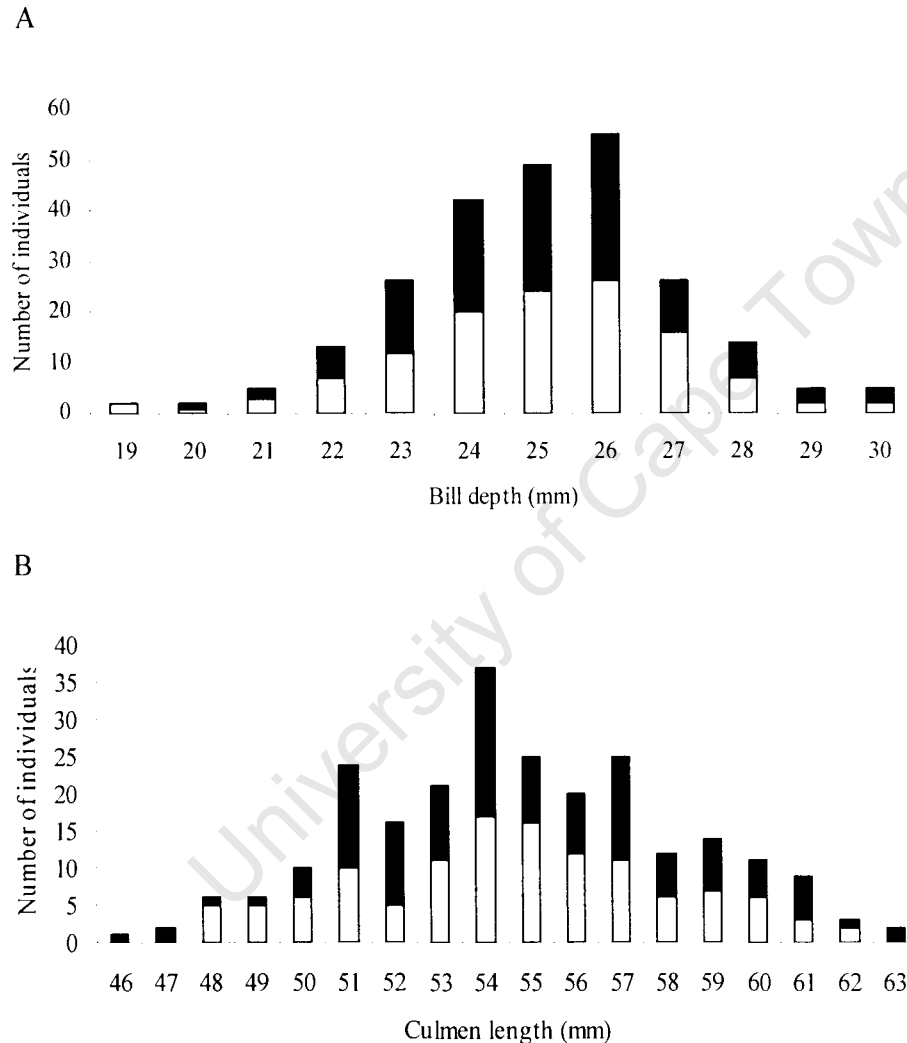 A
Number of individuals
60
50
40
30
20
10
0
19 20 21 22 23 24 25 26 27 28 29 30
Bill depth (mm)
B
Number of individuals
40
35
30
25
20
15
10
5
0
46 47 48 49 50 51 52 53 54 55 56 57 58 59 60 61 62 63
Culmen length (mm)
University of Cape Town